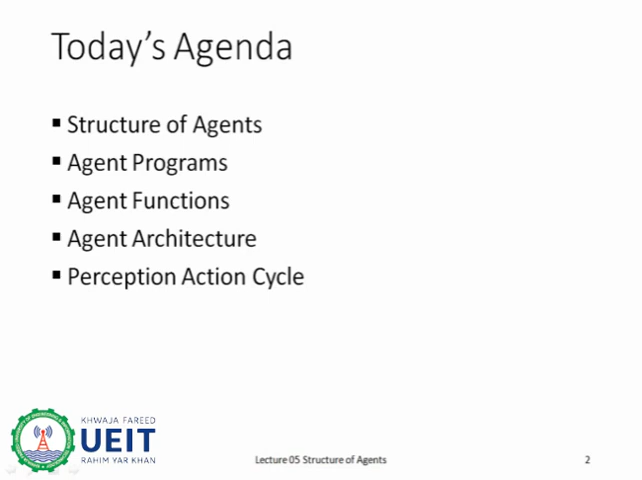 Today's Agenda
▪ Structure of Agents
▪ Agent Programs
▪ Agent Functions
▪ Agent Architecture
▪ Perception Action Cycle
KHWAJA FAREED
UEIT
RAHIM YAR KHAN
Lecture 05 Structure of Agents
2